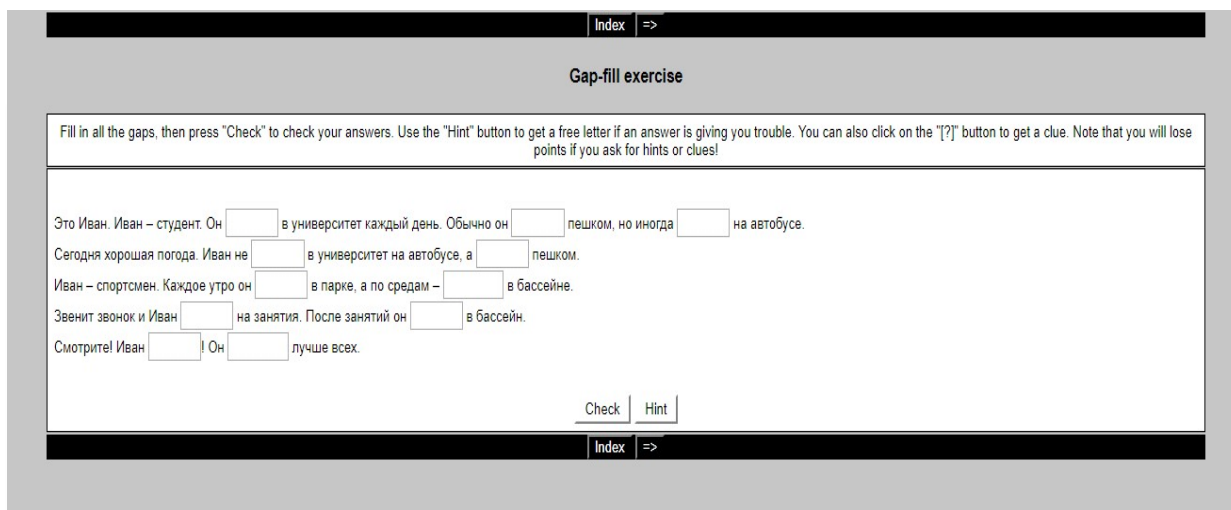 Index =>
Gap-fill exercise
Fill in all the gaps, then press "Check" to check your answers. Use the "Hint" button to get a free letter if an answer is giving you trouble. You can also click on the "[?]" button to get a clue. Note that you will lose
points if you ask for hints or clues!
Это Иван. Иван – студент. Он в университет каждый день. Обычно он пешком, но иногда на автобусе.
Сегодня хорошая погода. Иван не в университет на автобусе, а пешком.
Иван – спортсмен. Каждое утро он в парке, а по средам – в бассейне.
Звенит звонок и Иван на занятия. После занятий он в бассейн.
Смотрите! Иван ! Он лучше всех.
Check Hint
Index =>